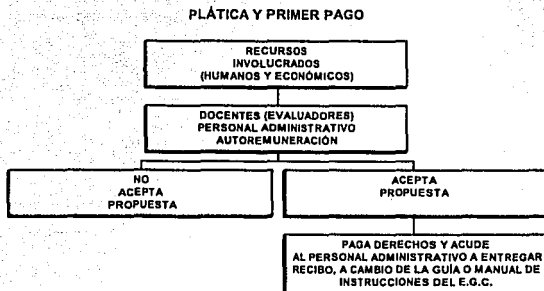 PLÁTICA Y PRIMER PAGO
RECURSOS
INVOLUCRADOS
(HUMANOS Y ECONÓMICOS)
DOCENTES (EVALUADORES)
PERSONAL ADMINISTRATIVO
AUTOREMUNERACIÓN
NO
ACEPTA
PROPUESTA
ACEPTA
PROPUESTA
PAGA DERECHOS Y ACUDE
AL PERSONAL ADMINISTRATIVO A ENTREGAR
RECIBO, A CAMBIO DE LA GUÍA O MANUAL DE
INSTRUCCIONES DEL E.G.C.